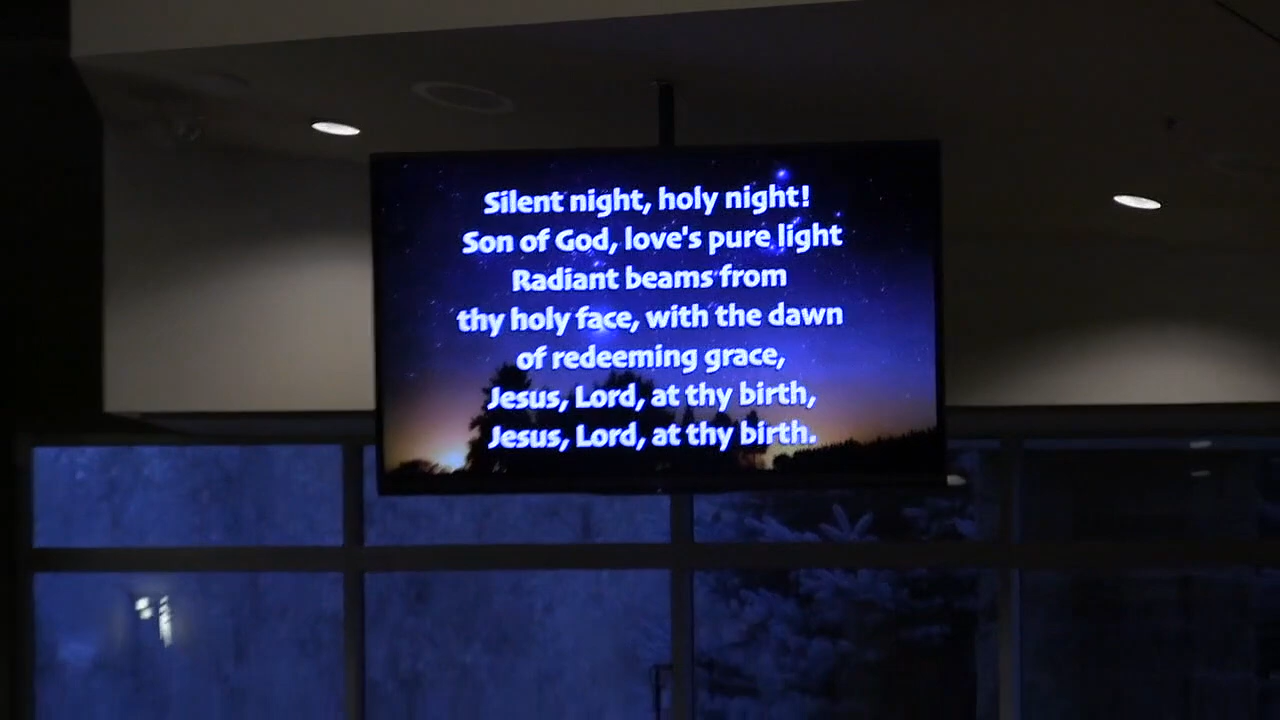 Silent night, holy night!
Son of God, love's pure light
Radiant beams from
thy holy face, with the dawn
of redeeming grace,
Jesus, Lord, at thy birth,
Jesus, Lord, at thy birth.